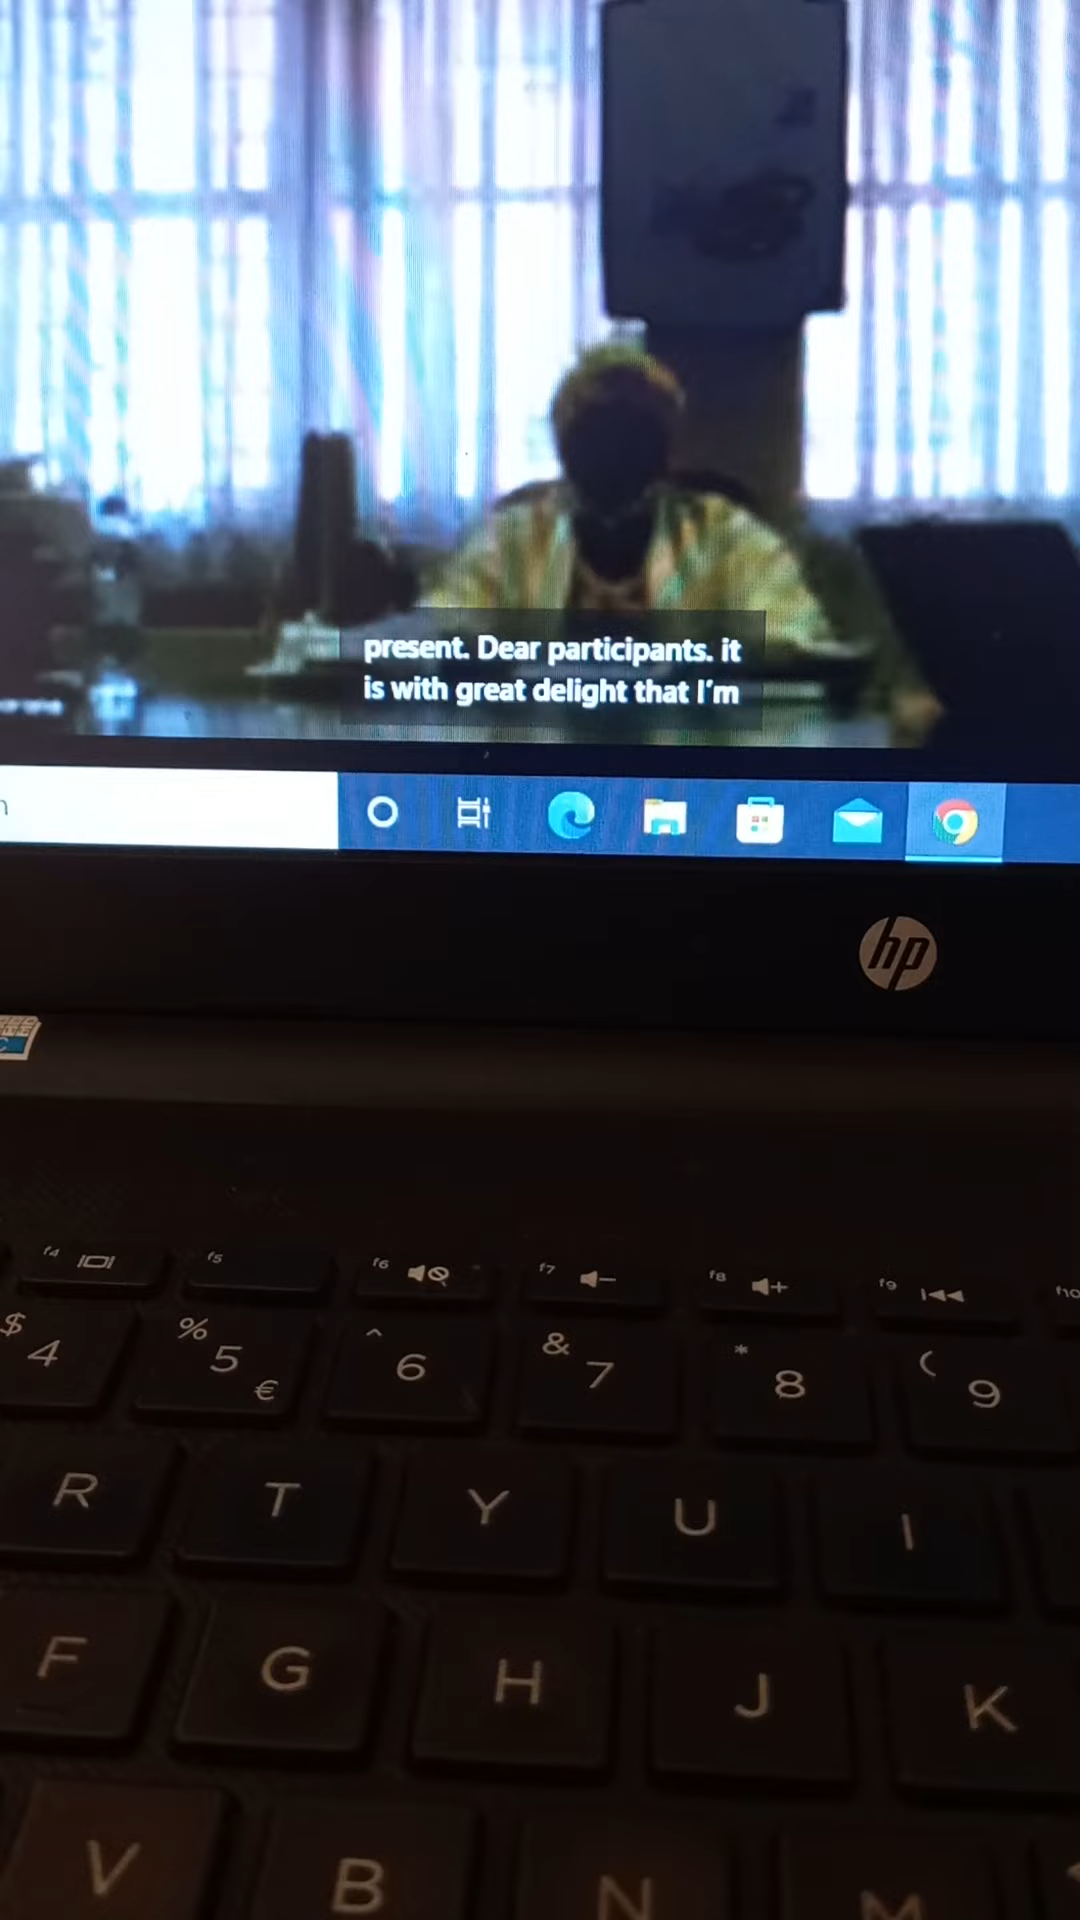 present. Dear participants. it
is with great delight that I'm
hp
f4
f5
f6
f7
f8
f9
f10
$ 4
% 5 €
^ 6
& 7
* 8
( 9
R
T
Y
U
I
F
G
H
J
K
V
B
N
M